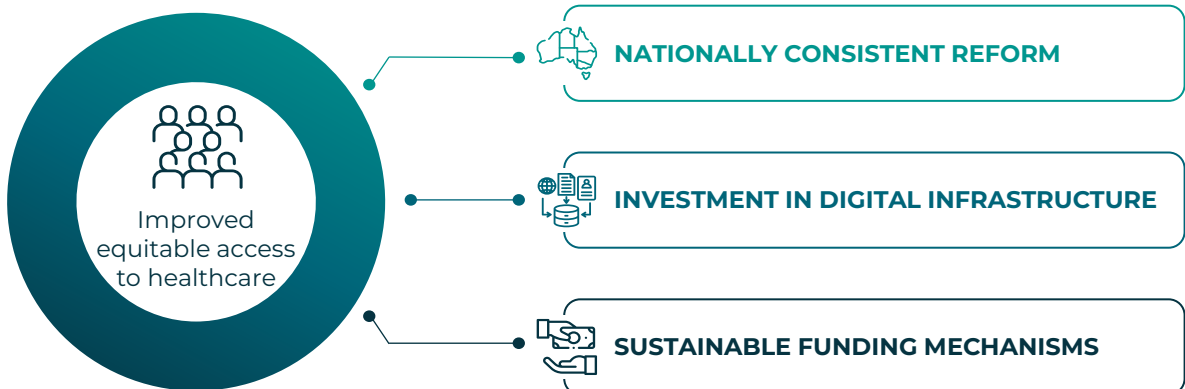 Improved
equitable access
to healthcare
NATIONALLY CONSISTENT REFORM
INVESTMENT IN DIGITAL INFRASTRUCTURE
SUSTAINABLE FUNDING MECHANISMS